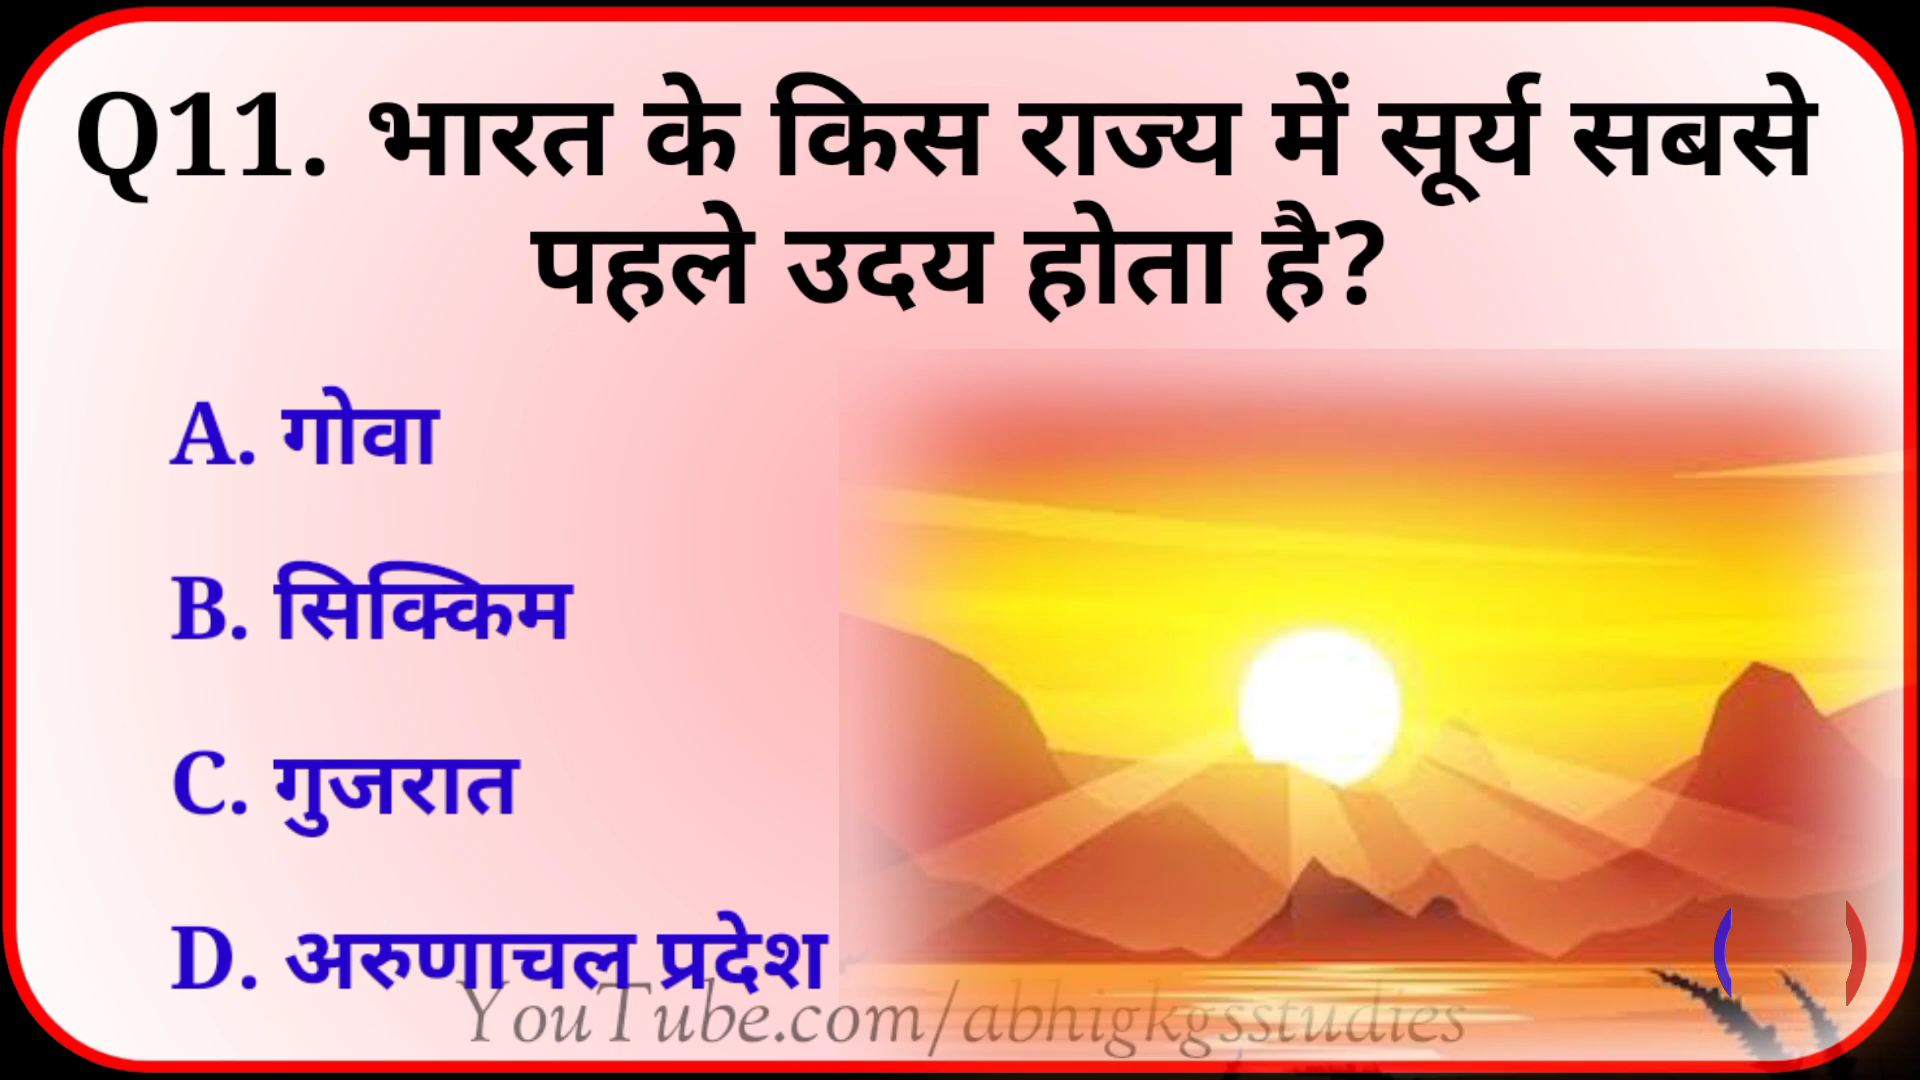 Q11. भारत के किस राज्य में सूर्य सबसे
पहले उदय होता है?
A. गोवा
B. सिक्किम
C. गुजरात
D. अरुणाचल प्रदेश
YouTube.com/abhigkgsstudies
( )